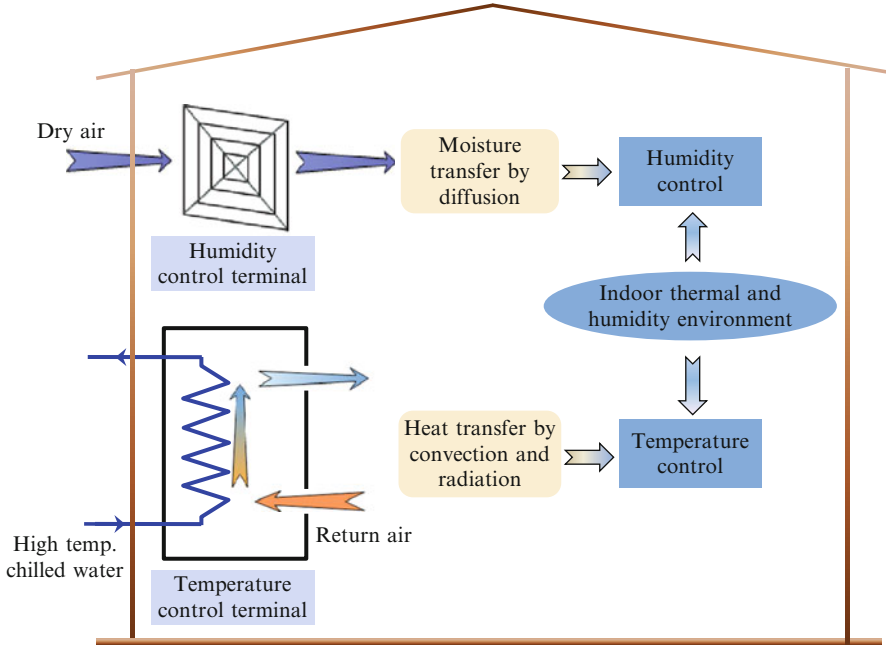 Dry air
Moisture
transfer by
diffusion
Humidity
control
Humidity
control terminal
Indoor thermal and
humidity environment
Heat transfer by
convection and
radiation
Temperature
control
Return air
High temp.
chilled water
Temperature
control terminal